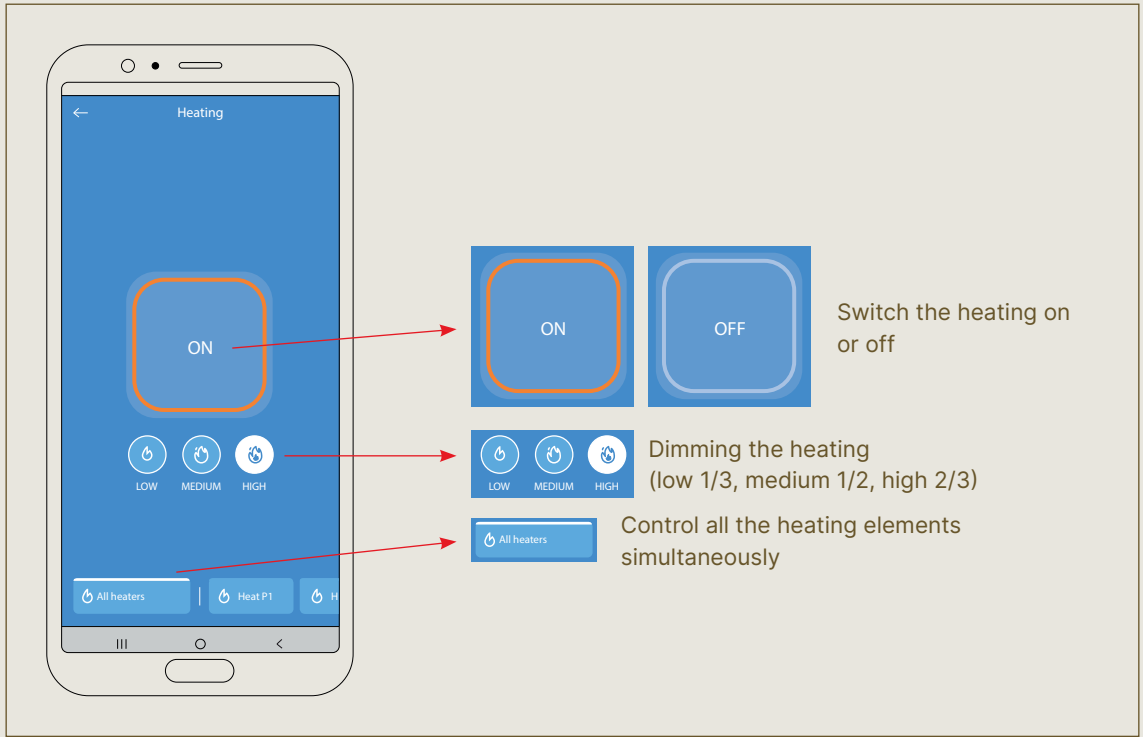 Heating
ON
LOW MEDIUM HIGH
All heaters Heat P1 H
ON OFF
Switch the heating on
or off
LOW MEDIUM HIGH
Dimming the heating
(low 1/3, medium 1/2, high 2/3)
All heaters
Control all the heating elements
simultaneously